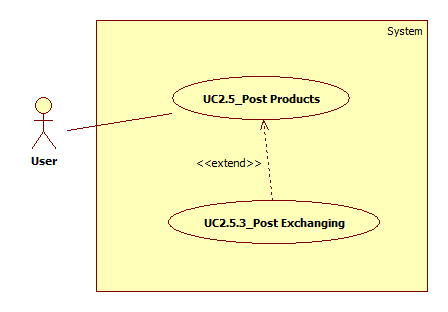 System
UC2.5_Post Products
User
<<extend>>
UC2.5.3_Post Exchanging